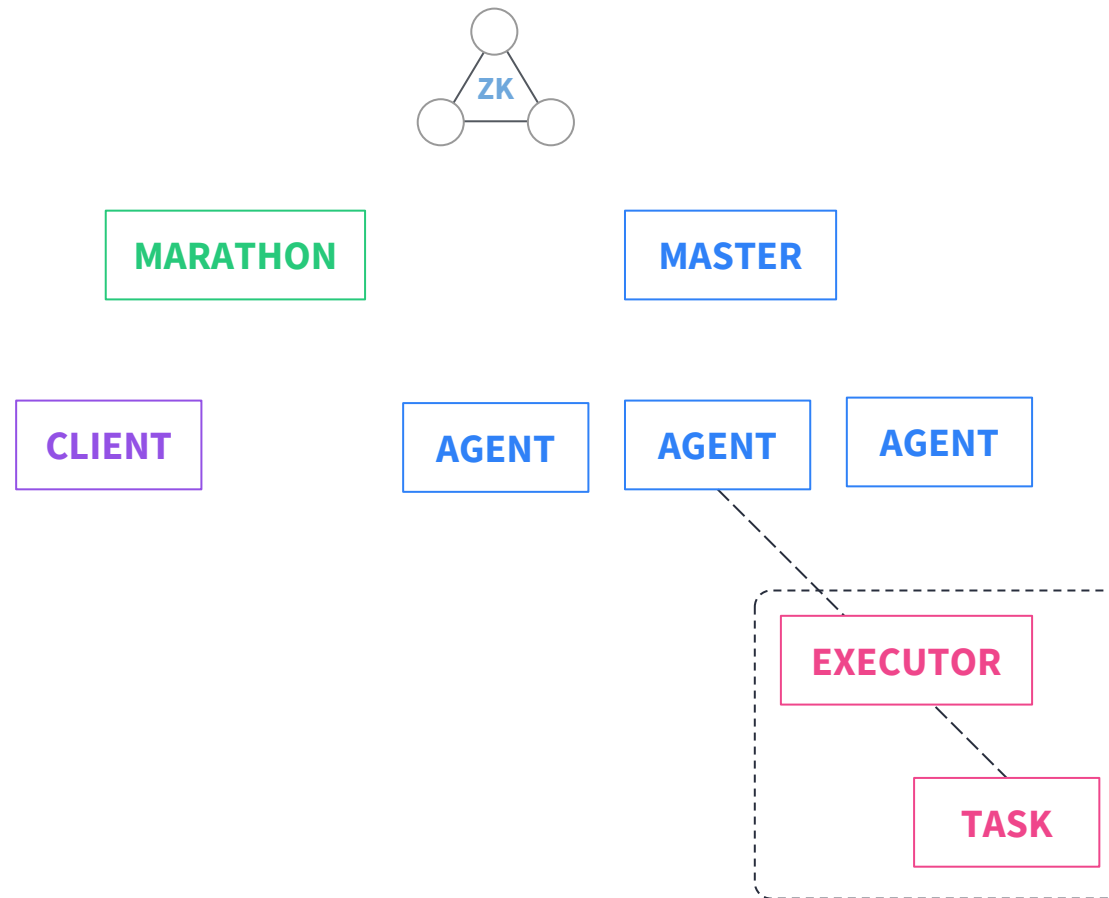 ZK
MARATHON
MASTER
CLIENT
AGENT
AGENT
AGENT
EXECUTOR
TASK